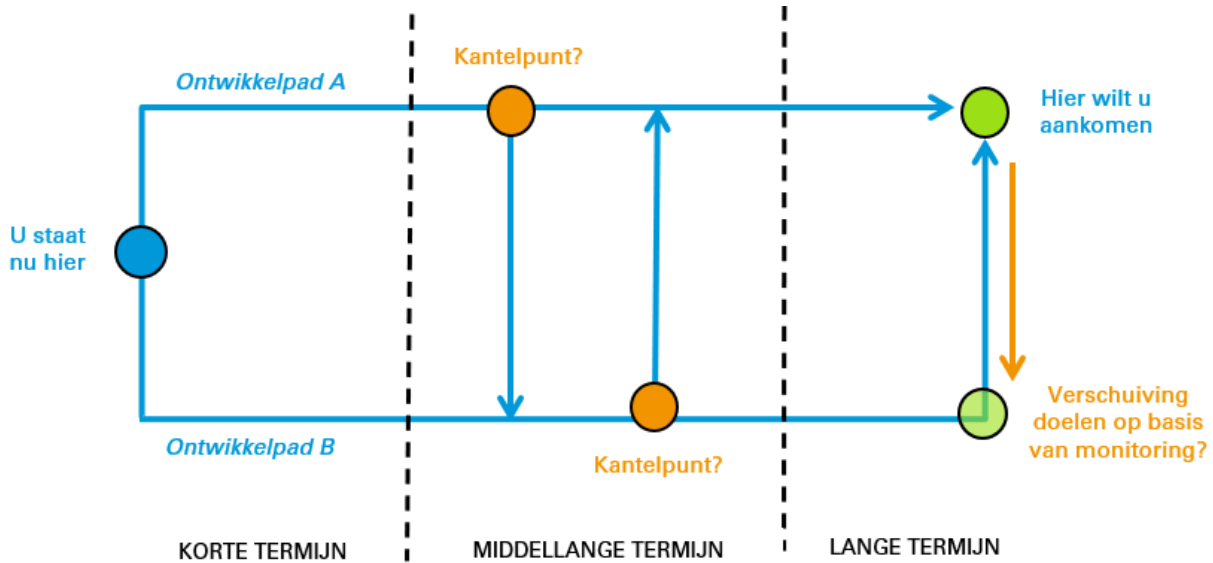 Kantelpunt?
Ontwikkelpad A
Hier wilt u
aankomen
U staat
nu hier
Ontwikkelpad B
Kantelpunt?
Verschuiving
doelen op basis
van monitoring?
KORTE TERMIJN
MIDDELLANGE TERMIJN
LANGE TERMIJN